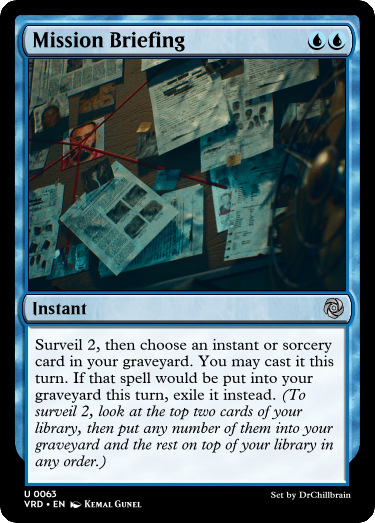 Mission Briefing
Instant
Surveil 2, then choose an instant or sorcery
card in your graveyard. You may cast it this
turn. If that spell would be put into your
graveyard this turn, exile it instead. (To
surveil 2, look at the top two cards of your
library, then put any number of them into your
graveyard and the rest on top of your library in
any order.)
U 0063
VRD • EN Kemal Gunel
Set by DrChillbrain